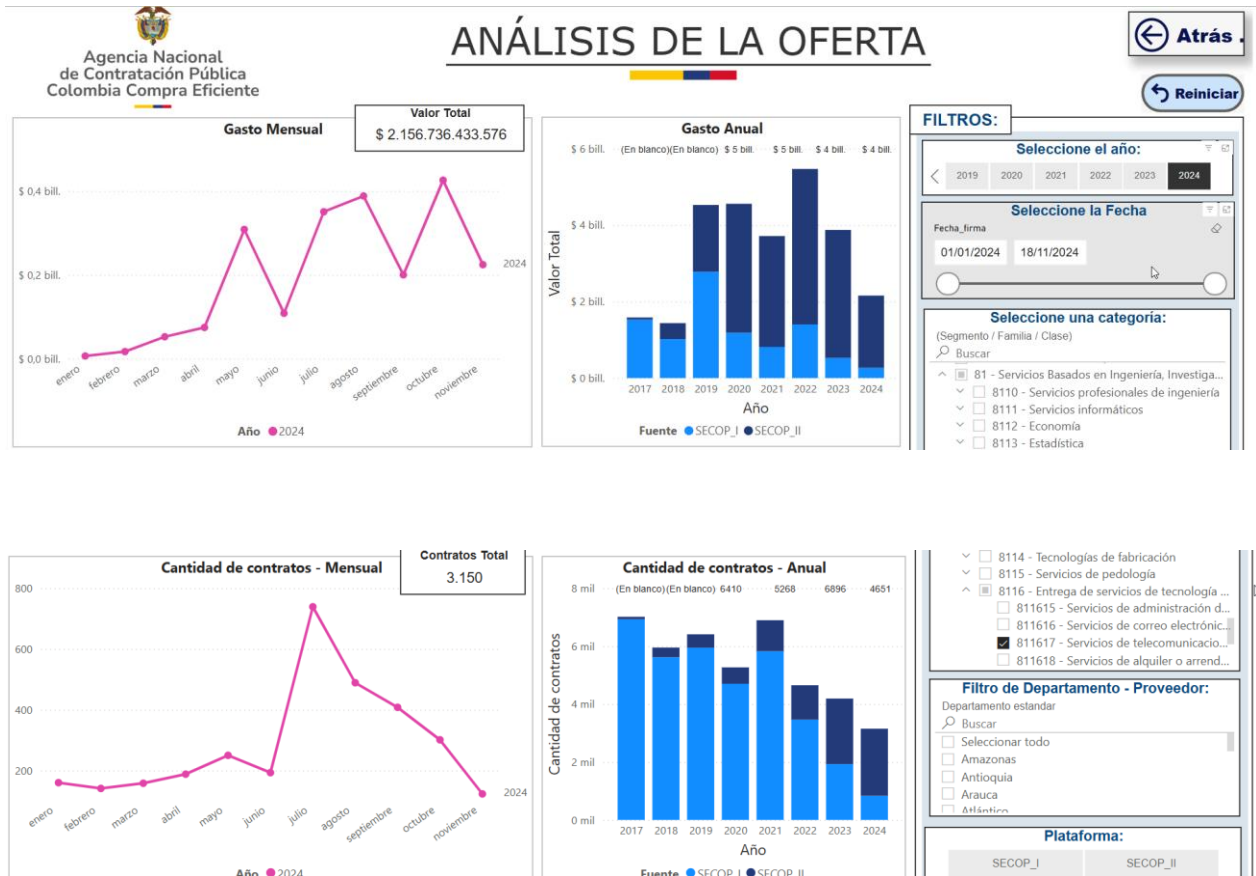 Agencia Nacional
de Contratación Pública
Colombia Compra Eficiente
ANÁLISIS DE LA OFERTA
Atrás .
Reiniciar
Gasto Mensual
Valor Total
$ 2.156.736.433.576
$ 0,4 bill.
$ 0,2 bill.
$ 0,0 bill.
enero febrero marzo abril mayo junio julio agosto septiembre octubre noviembre
2024
Año 2024
Gasto Anual
$ 6 bill. (En blanco)(En blanco) $ 5 bill. $ 5 bill. $ 4 bill. $ 4 bill.
$ 4 bill.
$ 2 bill.
$ 0 bill.
Valor Total
2017 2018 2019 2020 2021 2022 2023 2024
Año
Fuente SECOP_I SECOP_II
FILTROS:
Seleccione el año:
2019 2020 2021 2022 2023 2024
Seleccione la Fecha
Fecha_firma
01/01/2024 18/11/2024
Seleccione una categoría:
(Segmento / Familia / Clase)
Buscar
81 - Servicios Basados en Ingeniería, Investiga...
8110 - Servicios profesionales de ingeniería
8111 - Servicios informáticos
8112 - Economía
8113 - Estadística
Cantidad de contratos - Mensual
Contratos Total
3.150
800
600
400
200
enero febrero marzo abril mayo junio julio agosto septiembre octubre noviembre
2024
Año 2024
Cantidad de contratos - Anual
8 mil (En blanco)(En blanco) 6410 5268 6896 4651
6 mil
4 mil
2 mil
0 mil
Cantidad de contratos
2017 2018 2019 2020 2021 2022 2023 2024
Año
Fuente SECOP_I SECOP_II
8114 - Tecnologías de fabricación
8115 - Servicios de pedología
8116 - Entrega de servicios de tecnología ...
811615 - Servicios de administración d...
811616 - Servicios de correo electrónic...
811617 - Servicios de telecomunicacio...
811618 - Servicios de alquiler o arrend...
Filtro de Departamento - Proveedor:
Departamento estandar
Buscar
Seleccionar todo
Amazonas
Antioquia
Arauca
Atlántico
Plataforma:
SECOP_I SECOP_II